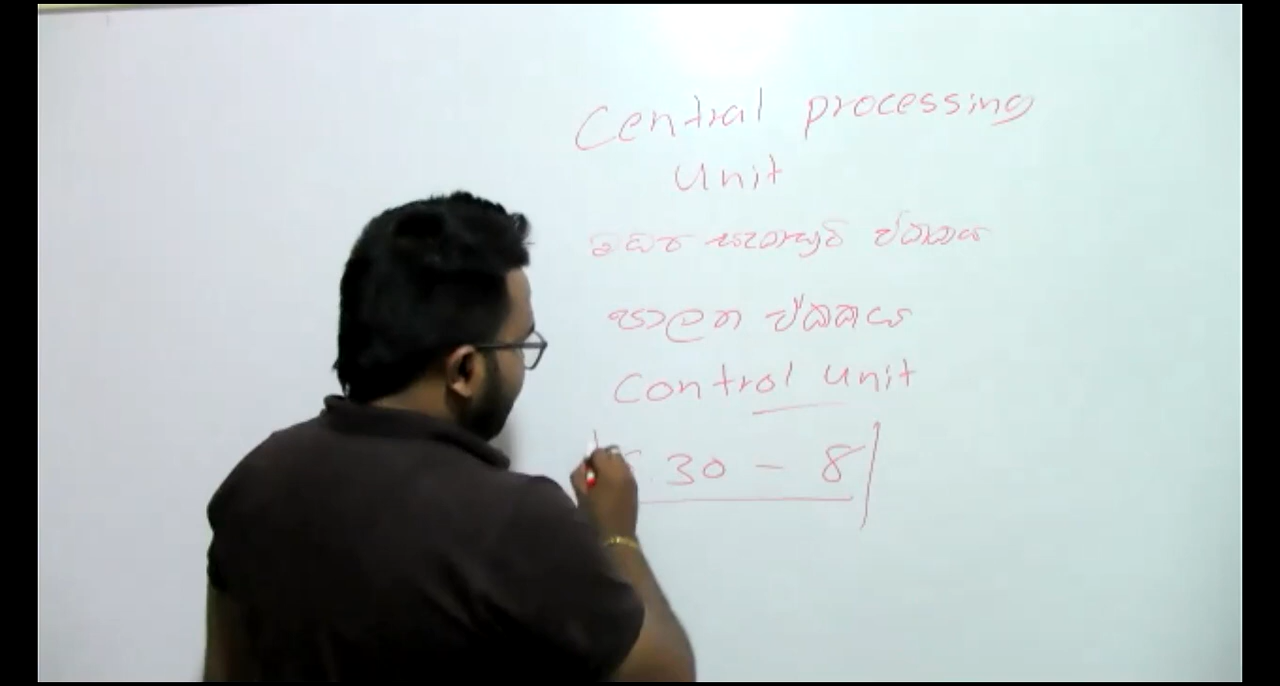 Central processing
Unit
මධ්‍ය සැකසුම් ඒකකය
පාලන ඒකකය
Control Unit
30 - 8